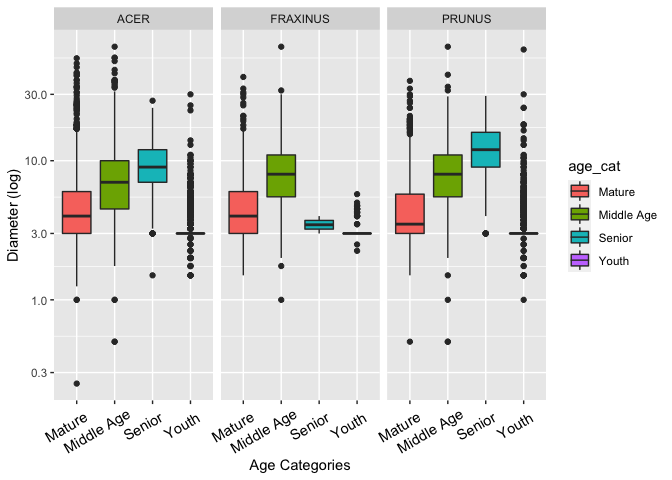 ACER FRAXINUS PRUNUS
Diameter (log)
30.0
10.0
3.0
1.0
0.3
Mature Middle Age Senior Youth Mature Middle Age Senior Youth Mature Middle Age Senior Youth
Age Categories
age_cat
Mature
Middle Age
Senior
Youth